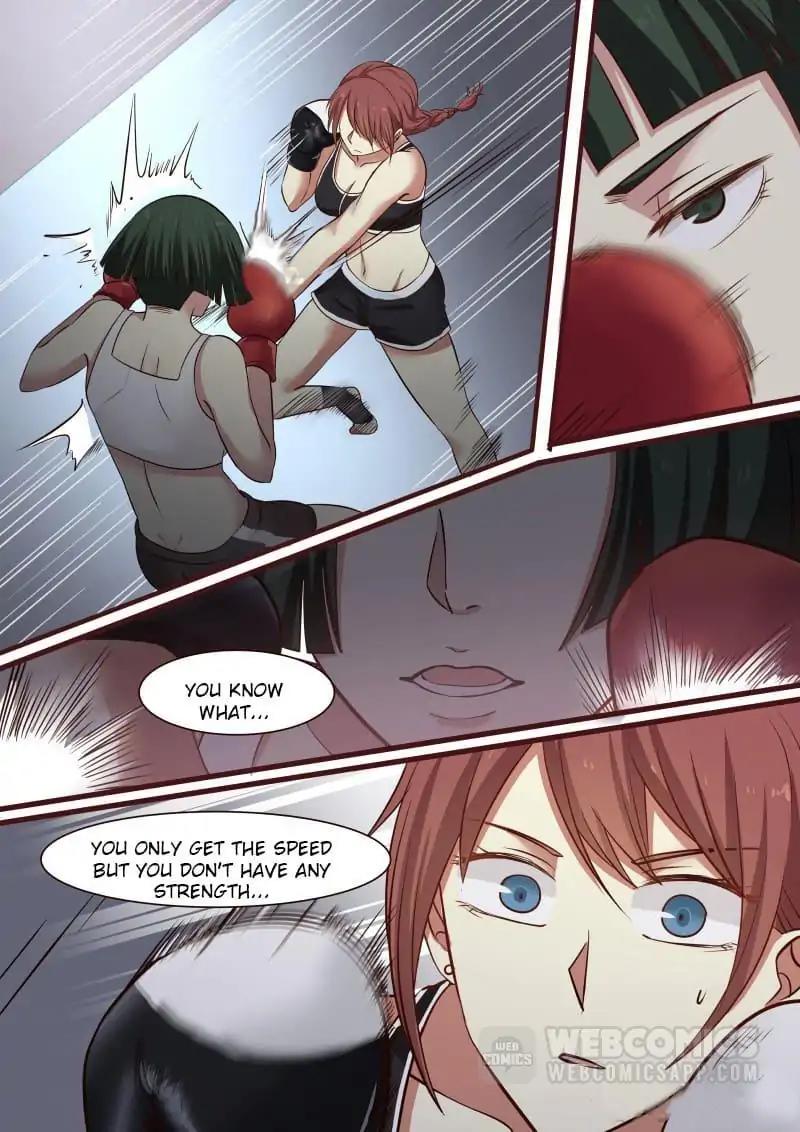 YOU KNOW
WHAT...
YOU ONLY GET THE SPEED
BUT YOU DON'T HAVE ANY
STRENGTH...
WEB
COMICS
WEBCOMICS
WEBCOMICSAPP.COM